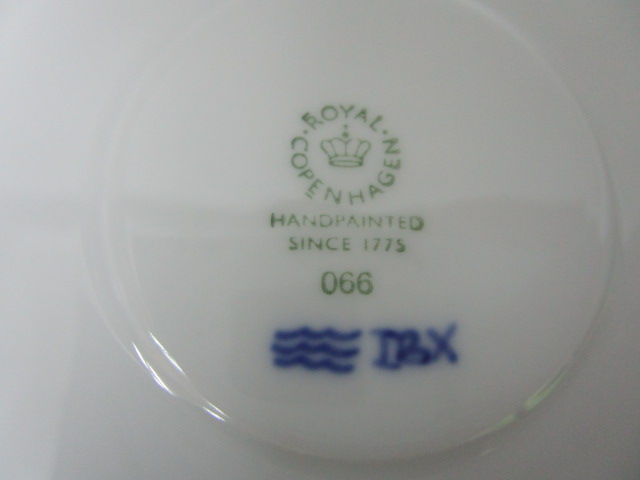 ROYAL COPENHAGEN
HANDPAINTED
SINCE 1775
066
IBX